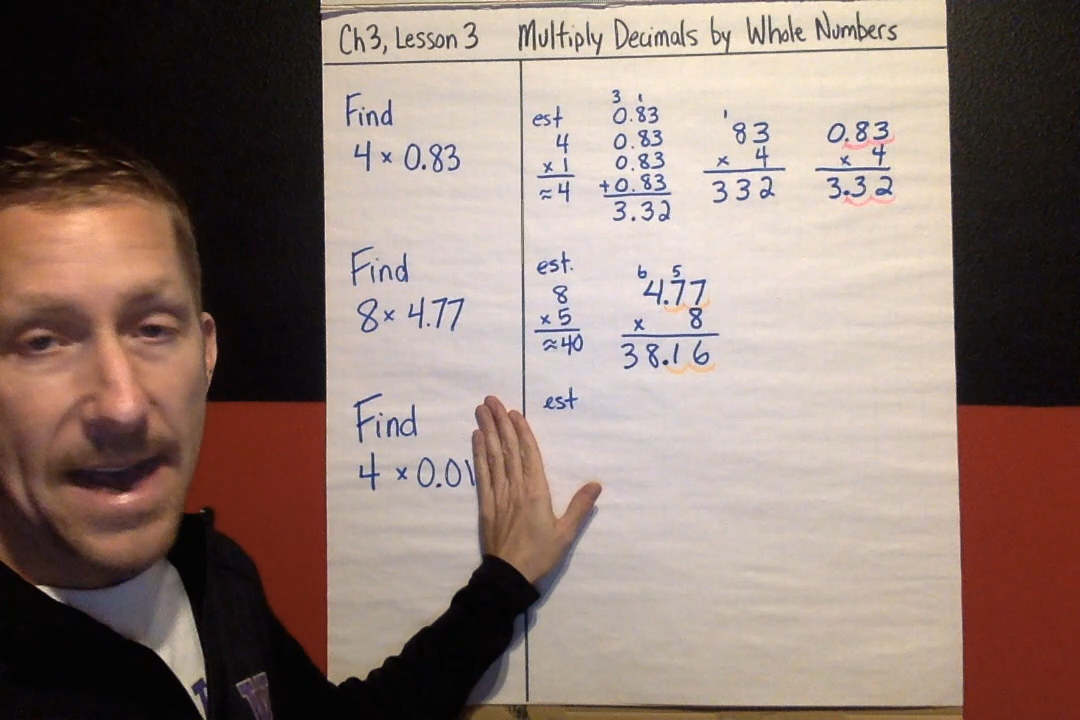 Ch3, Lesson 3 Multiply Decimals by Whole Numbers
Find
4 × 0.83
est
4
× 1
≈ 4
3 1
0.83
0.83
0.83
+0.83
3.32
1
83
× 4
332
0.83
× 4
3.32
Find
8 × 4.77
est.
8
× 5
≈ 40
6 5
4.77
× 8
38.16
Find
4 × 0.01
est
W